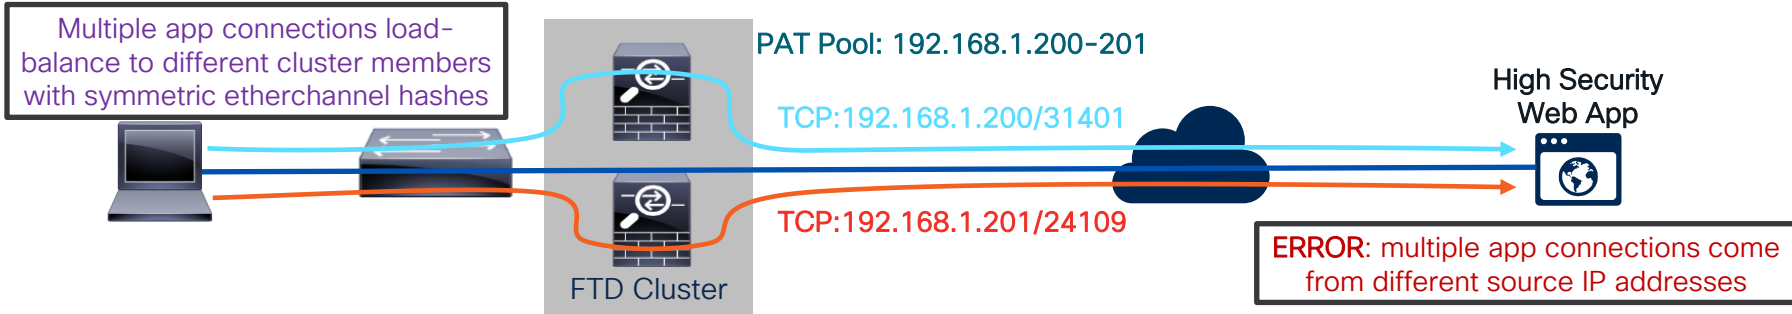 Multiple app connections load-
balance to different cluster members
with symmetric etherchannel hashes
PAT Pool: 192.168.1.200-201
TCP:192.168.1.200/31401
High Security
Web App
TCP:192.168.1.201/24109
FTD Cluster
ERROR: multiple app connections come
from different source IP addresses